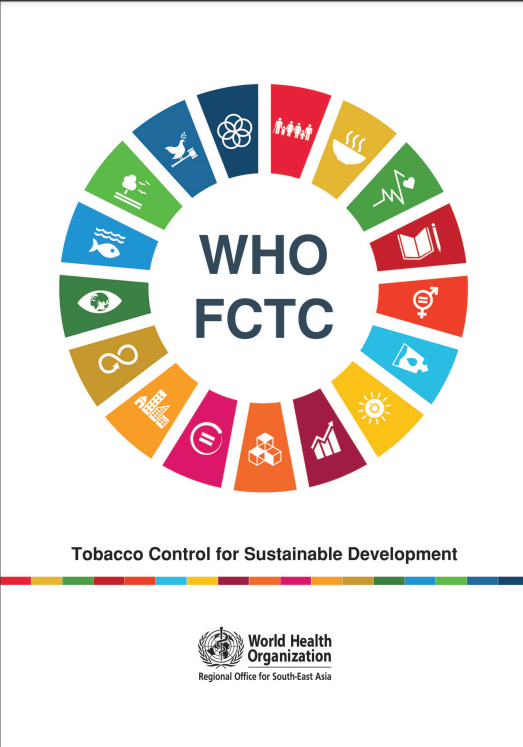 WHO
FCTC
Tobacco Control for Sustainable Development
World Health
Organization
Regional Office for South-East Asia